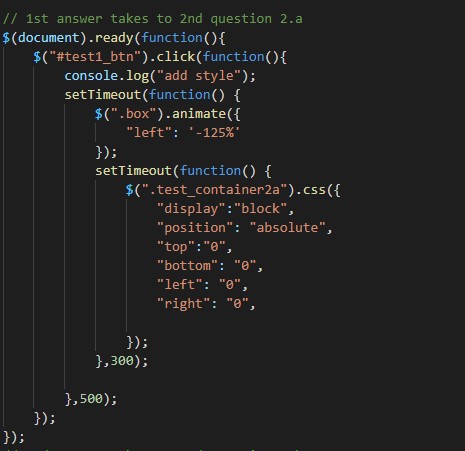 // 1st answer takes to 2nd question 2.a
$(document).ready(function(){
    $("#test1_btn").click(function(){
        console.log("add style");
        setTimeout(function() {
            $(".box").animate({
                "left": '-125%'
            });
            setTimeout(function() {
                $(".test_container2a").css({
                    "display":"block",
                    "position": "absolute",
                    "top":"0",
                    "bottom": "0",
                    "left": "0",
                    "right": "0",

                });
            },300);

        },500);
    });
});